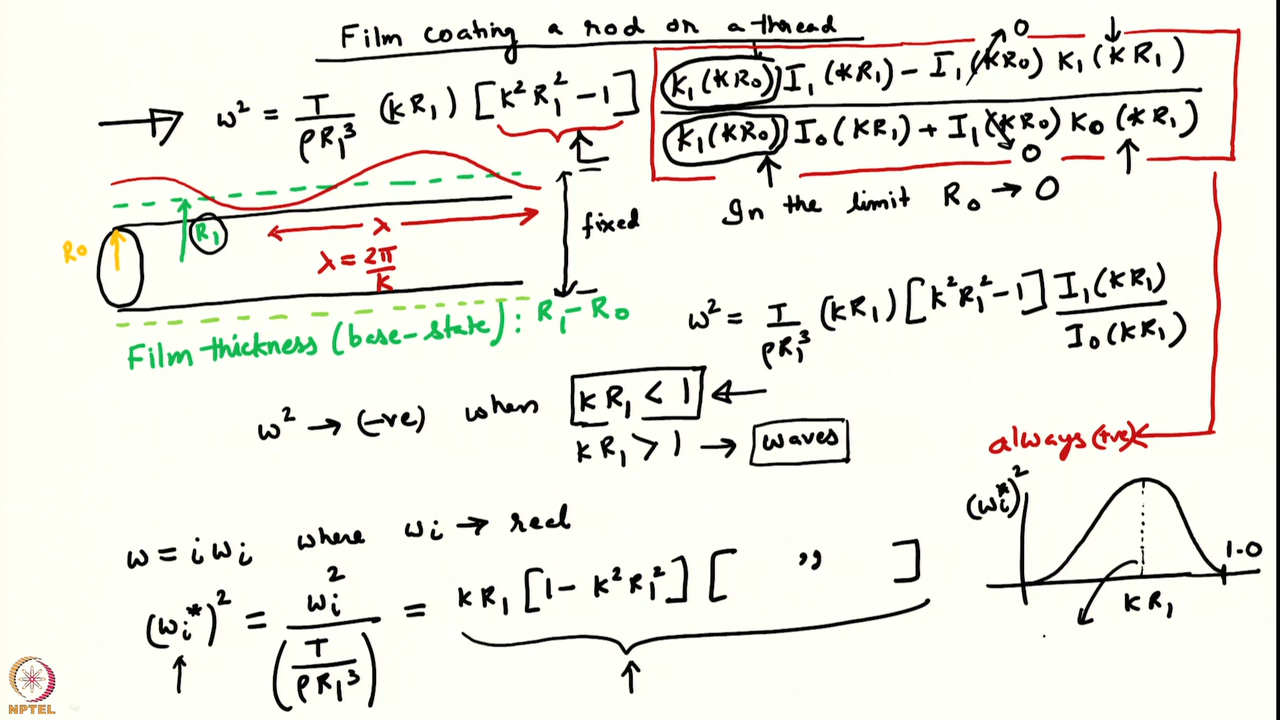 Film coating a rod or a thread
ω² = T/ρR₁³ (kR₁) [k²R₁² − 1] K₁(kR₀) I₁(kR₁) − I₁(kR₀) K₁(kR₁) / K₁(kR₀) I₀(kR₁) + I₁(kR₀) K₀(kR₁)
0
0
In the limit R₀ → 0
R₀
R₁
λ
λ = 2π/k
fixed
Film thickness (base-state): R₁ − R₀
ω² = T/ρR₁³ (kR₁) [k²R₁² − 1] I₁(kR₁)/I₀(kR₁)
ω² → (-ve) when kR₁ < 1
kR₁ > 1 → waves
always (+ve)
ω = iωᵢ where ωᵢ → real
(ωᵢ*)² = ωᵢ²/(T/ρR₁³) = kR₁ [1 − k²R₁²] [ " ]
(ωᵢ*)²
1.0
kR₁
NPTEL